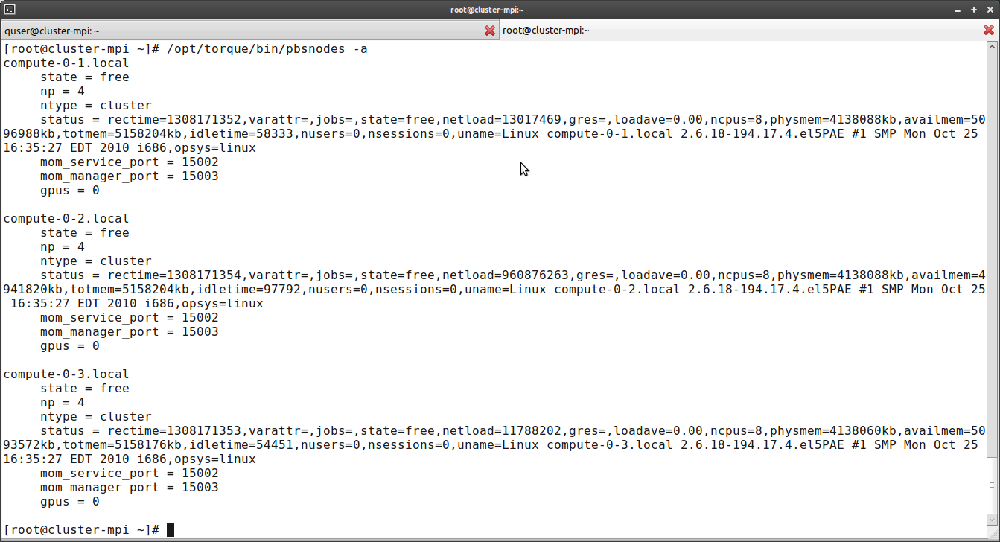 root@cluster-mpi:~
quser@cluster-mpi: ~
root@cluster-mpi:~
[root@cluster-mpi ~]# /opt/torque/bin/pbsnodes -a
compute-0-1.local
     state = free
     np = 4
     ntype = cluster
     status = rectime=1308171352,varattr=,jobs=,state=free,netload=13017469,gres=,loadave=0.00,ncpus=8,physmem=4138088kb,availmem=50
96988kb,totmem=5158204kb,idletime=58333,nusers=0,nsessions=0,uname=Linux compute-0-1.local 2.6.18-194.17.4.el5PAE #1 SMP Mon Oct 25
16:35:27 EDT 2010 i686,opsys=linux
     mom_service_port = 15002
     mom_manager_port = 15003
     gpus = 0

compute-0-2.local
     state = free
     np = 4
     ntype = cluster
     status = rectime=1308171354,varattr=,jobs=,state=free,netload=960876263,gres=,loadave=0.00,ncpus=8,physmem=4138088kb,availmem=4
941820kb,totmem=5158204kb,idletime=97792,nusers=0,nsessions=0,uname=Linux compute-0-2.local 2.6.18-194.17.4.el5PAE #1 SMP Mon Oct 25
 16:35:27 EDT 2010 i686,opsys=linux
     mom_service_port = 15002
     mom_manager_port = 15003
     gpus = 0

compute-0-3.local
     state = free
     np = 4
     ntype = cluster
     status = rectime=1308171353,varattr=,jobs=,state=free,netload=11788202,gres=,loadave=0.00,ncpus=8,physmem=4138060kb,availmem=50
93572kb,totmem=5158176kb,idletime=54451,nusers=0,nsessions=0,uname=Linux compute-0-3.local 2.6.18-194.17.4.el5PAE #1 SMP Mon Oct 25
16:35:27 EDT 2010 i686,opsys=linux
     mom_service_port = 15002
     mom_manager_port = 15003
     gpus = 0

[root@cluster-mpi ~]#